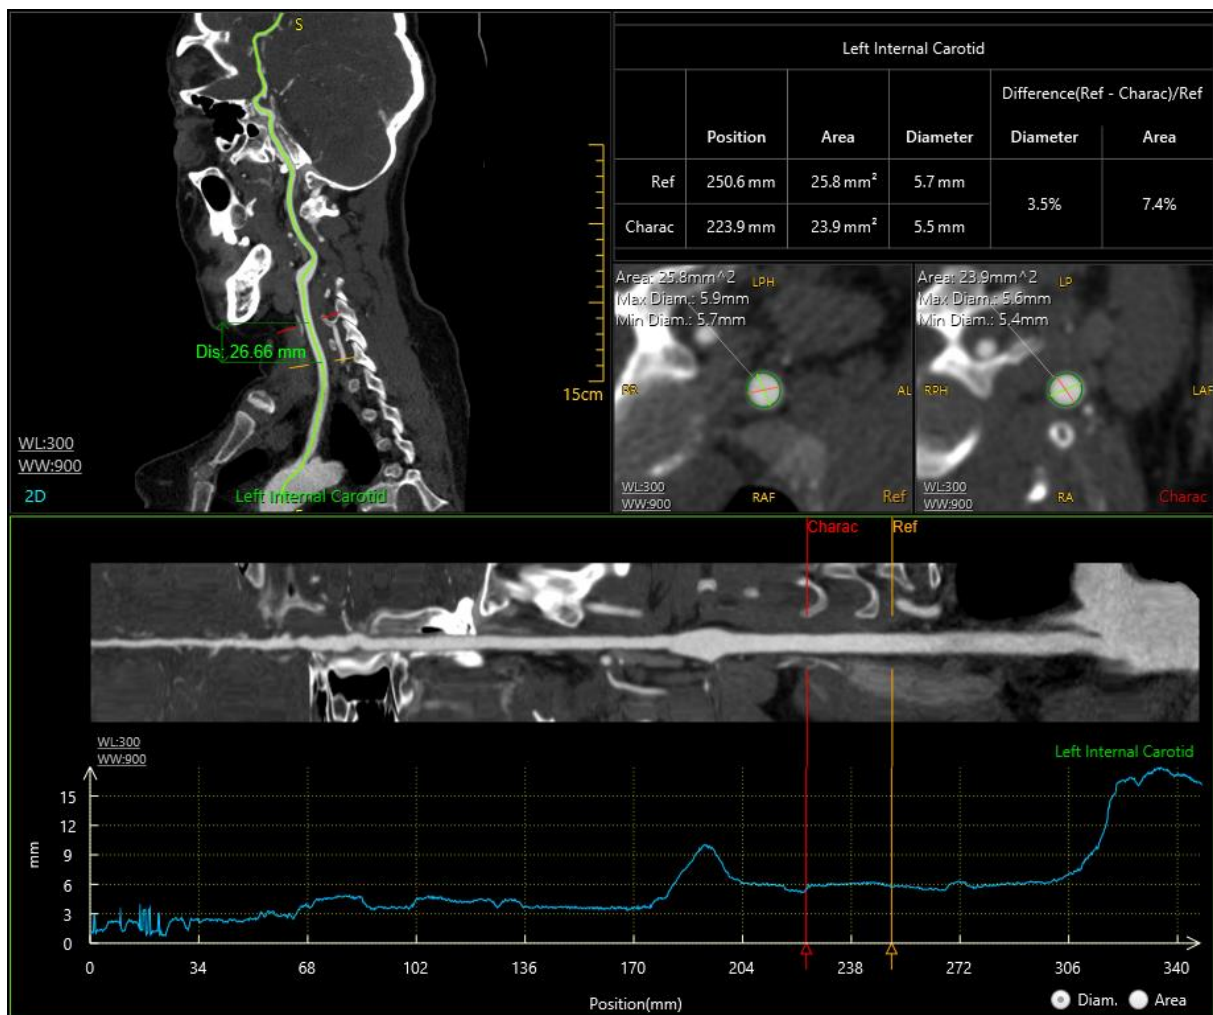 S
Dis: 26.66 mm
15cm
WL:300
WW:900
2D
Left Internal Carotid
Left Internal Carotid
Difference(Ref - Charac)/Ref
Position Area Diameter Diameter Area
Ref 250.6 mm 25.8 mm² 5.7 mm
3.5% 7.4%
Charac 223.9 mm 23.9 mm² 5.5 mm
Area: 25.8mm^2
LPH
Max Diam.: 5.9mm
Min Diam.: 5.7mm
RR
AL
WL:300
WW:900
RAF
Ref
Area: 23.9mm^2
LP
Max Diam.: 5.6mm
Min Diam.: 5.4mm
RPH
LAF
WL:300
WW:900
RA
Charac
Charac Ref
WL:300
WW:900
Left Internal Carotid
mm
15
12
9
6
3
0
0 34 68 102 136 170 204 238 272 306 340
Position(mm)
Diam. Area